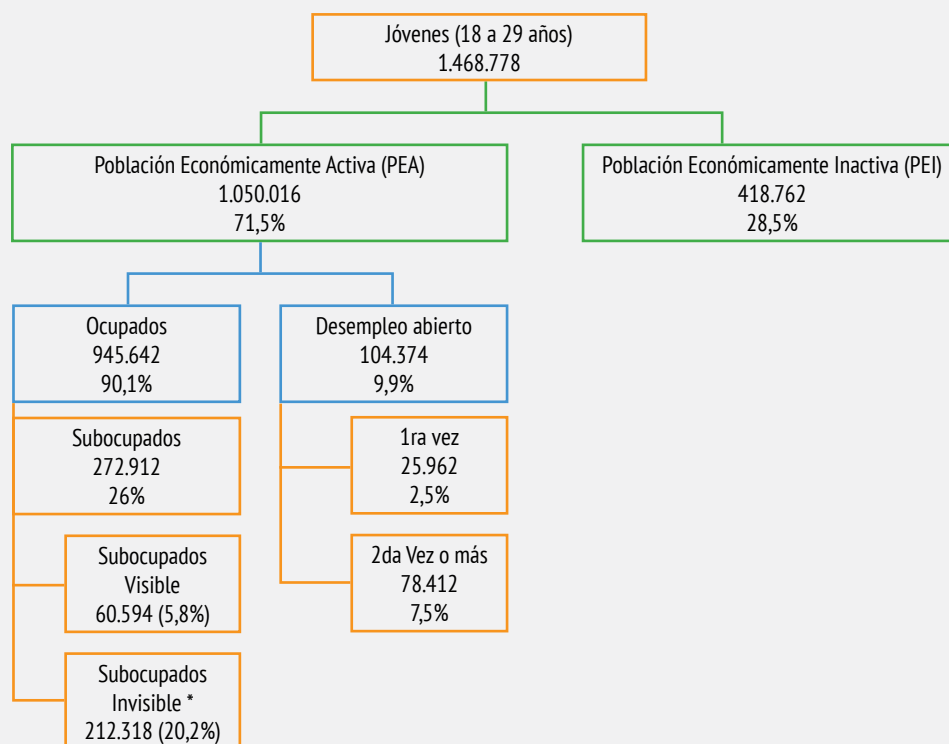 Jóvenes (18 a 29 años)
1.468.778
Población Económicamente Activa (PEA)
1.050.016
71,5%
Población Económicamente Inactiva (PEI)
418.762
28,5%
Ocupados
945.642
90,1%
Desempleo abierto
104.374
9,9%
Subocupados
272.912
26%
1ra vez
25.962
2,5%
Subocupados
Visible
60.594 (5,8%)
2da Vez o más
78.412
7,5%
Subocupados
Invisible *
212.318 (20,2%)